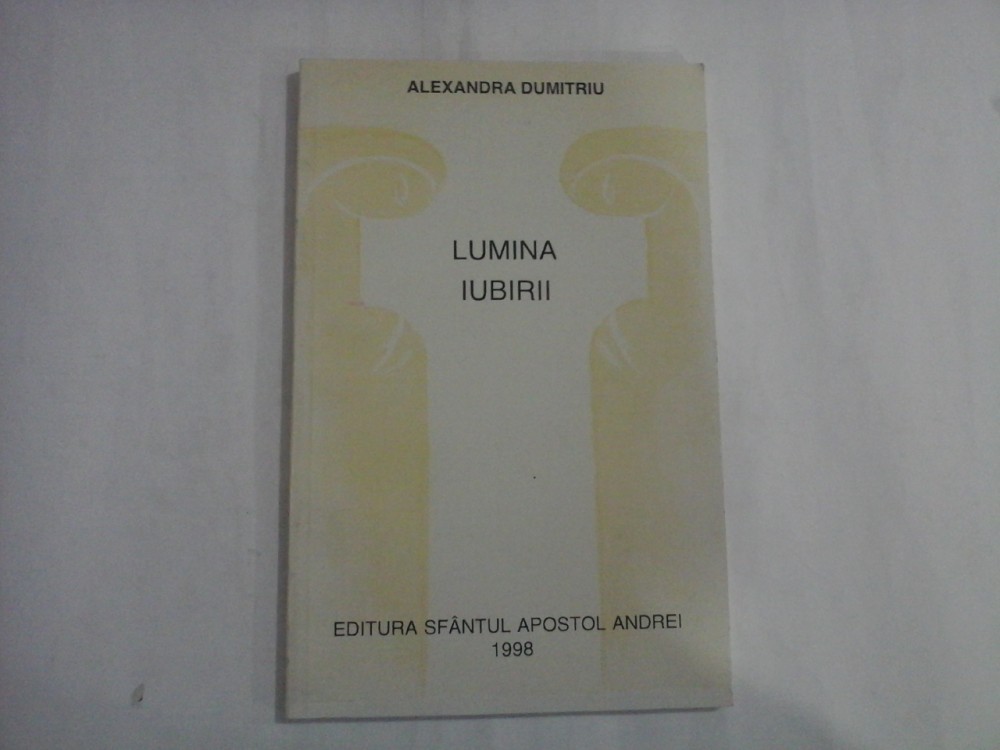 ALEXANDRA DUMITRIU
LUMINA
IUBIRII
EDITURA SFÂNTUL APOSTOL ANDREI
1998